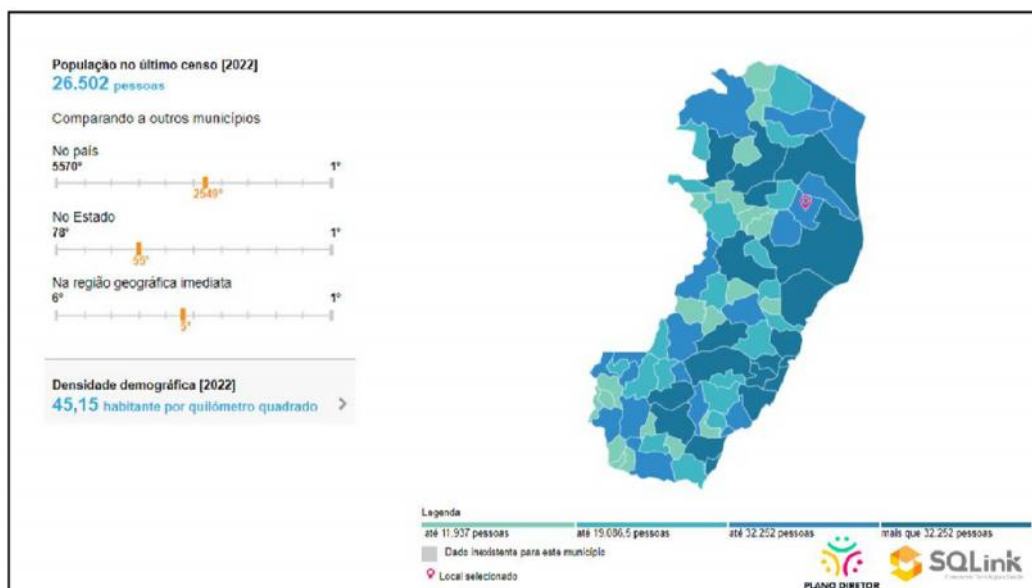 População no último censo [2022]
26.502 pessoas
Comparando a outros municípios
No país
5570° 1°
2549°
No Estado
78° 1°
55°
Na região geográfica imediata
6° 1°
5°
Densidade demográfica [2022]
45,15 habitante por quilómetro quadrado
Legenda
até 11.937 pessoas até 19.086,5 pessoas até 32.252 pessoas mais que 32.252 pessoas
Dado inexistente para este município
Local selecionado
PLANO DIRETOR
SQLink